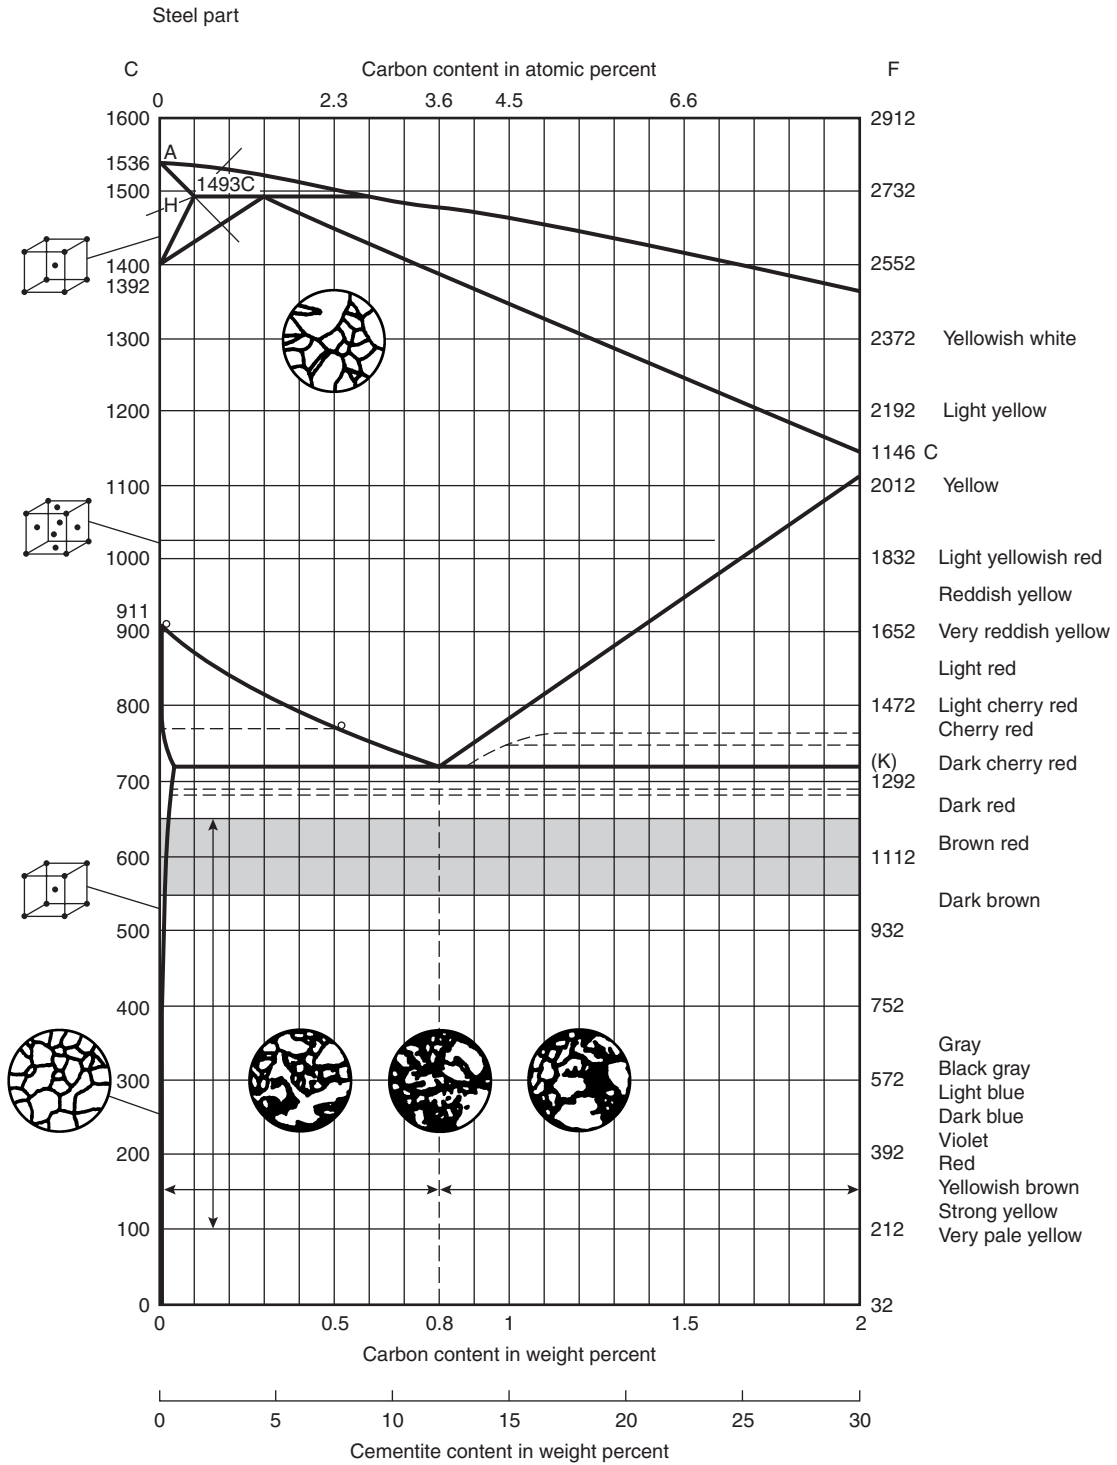 Steel part
C Carbon content in atomic percent F
0 2.3 3.6 4.5 6.6
1600 2912
A
1536
1493C
1500 2732
H
1400 2552
1392
1300 2372 Yellowish white
1200 2192 Light yellow
1146 C
1100 2012 Yellow
1000 1832 Light yellowish red
Reddish yellow
911
900 1652 Very reddish yellow
Light red
800 1472 Light cherry red
Cherry red
(K) Dark cherry red
700 1292
Dark red
Brown red
600 1112
Dark brown
500 932
400 752
Gray
Black gray
300 572
Light blue
Dark blue
Violet
200 392
Red
Yellowish brown
Strong yellow
100 212
Very pale yellow
0 32
0 0.5 0.8 1 1.5 2
Carbon content in weight percent
0 5 10 15 20 25 30
Cementite content in weight percent